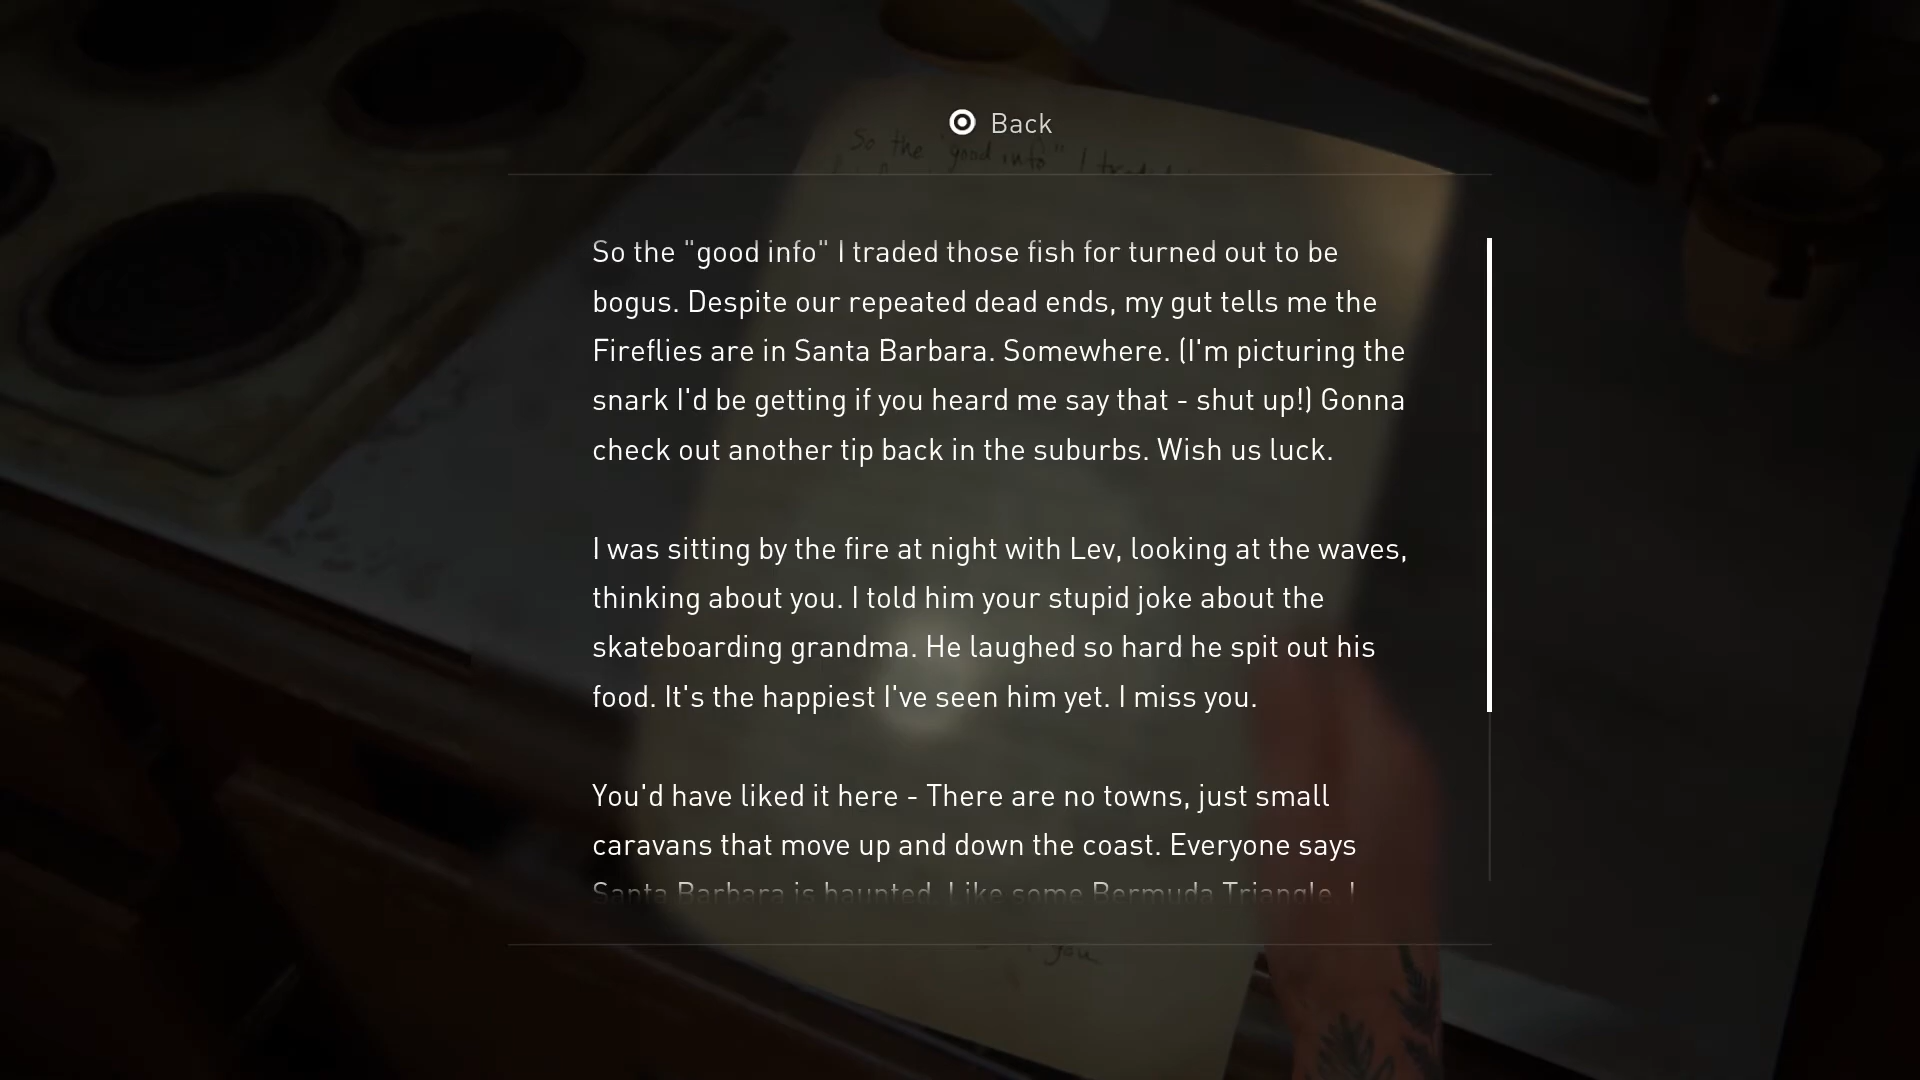 Back
So the "good info" I traded
So the "good info" I traded those fish for turned out to be
bogus. Despite our repeated dead ends, my gut tells me the
Fireflies are in Santa Barbara. Somewhere. (I'm picturing the
snark I'd be getting if you heard me say that - shut up!) Gonna
check out another tip back in the suburbs. Wish us luck.
I was sitting by the fire at night with Lev, looking at the waves,
thinking about you. I told him your stupid joke about the
skateboarding grandma. He laughed so hard he spit out his
food. It's the happiest I've seen him yet. I miss you.
You'd have liked it here - There are no towns, just small
caravans that move up and down the coast. Everyone says
Santa Barbara is haunted. Like some Bermuda Triangle. I
you